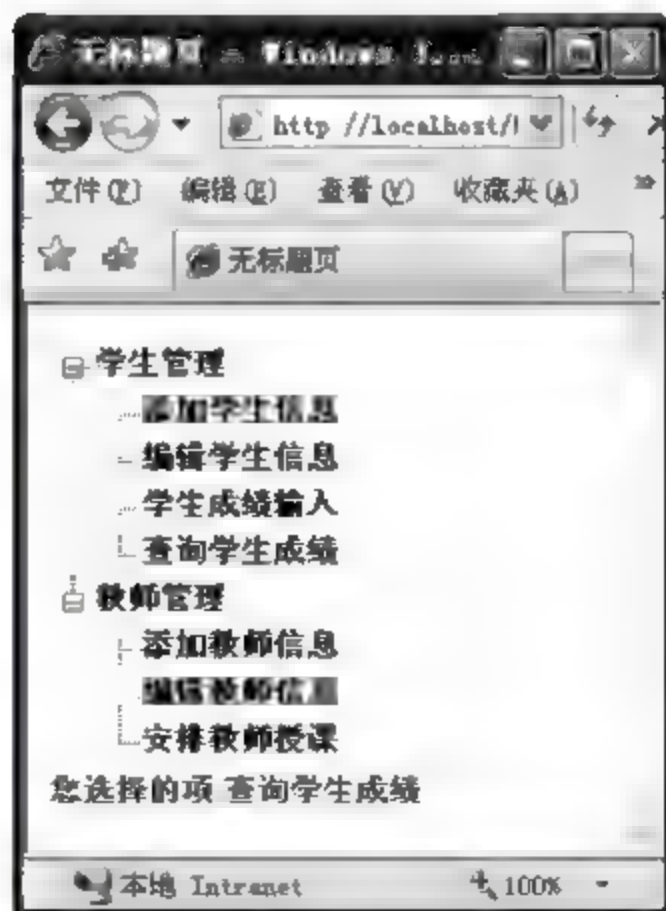 无标题页 - Windows I...
http //localhost/
文件(F) 编辑(E) 查看(V) 收藏夹(A) »
无标题页
学生管理
添加学生信息
编辑学生信息
学生成绩输入
查询学生成绩
教师管理
添加教师信息
编辑教师信息
安排教师授课
您选择的项 查询学生成绩
本地 Intranet 100%